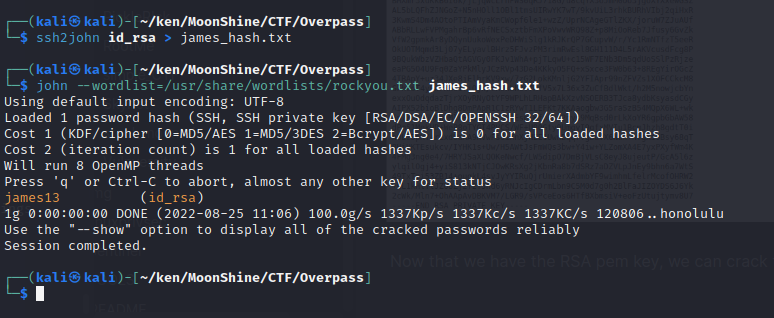 ┌──(kali㉿kali)-[~/ken/MoonShine/CTF/Overpass]
└─$ ssh2john id_rsa > james_hash.txt
┌──(kali㉿kali)-[~/ken/MoonShine/CTF/Overpass]
└─$ john --wordlist=/usr/share/wordlists/rockyou.txt james_hash.txt
Using default input encoding: UTF-8
Loaded 1 password hash (SSH, SSH private key [RSA/DSA/EC/OPENSSH 32/64])
Cost 1 (KDF/cipher [0=MD5/AES 1=MD5/3DES 2=Bcrypt/AES]) is 0 for all loaded hashes
Cost 2 (iteration count) is 1 for all loaded hashes
Will run 8 OpenMP threads
Press 'q' or Ctrl-C to abort, almost any other key for status
james13          (id_rsa)
1g 0:00:00:00 DONE (2022-08-25 11:06) 100.0g/s 1337Kp/s 1337Kc/s 1337KC/s 120806..honolulu
Use the "--show" option to display all of the cracked passwords reliably
Session completed.
Now that we have the RSA pem key, we can crack
┌──(kali㉿kali)-[~/ken/MoonShine/CTF/Overpass]
└─$
README